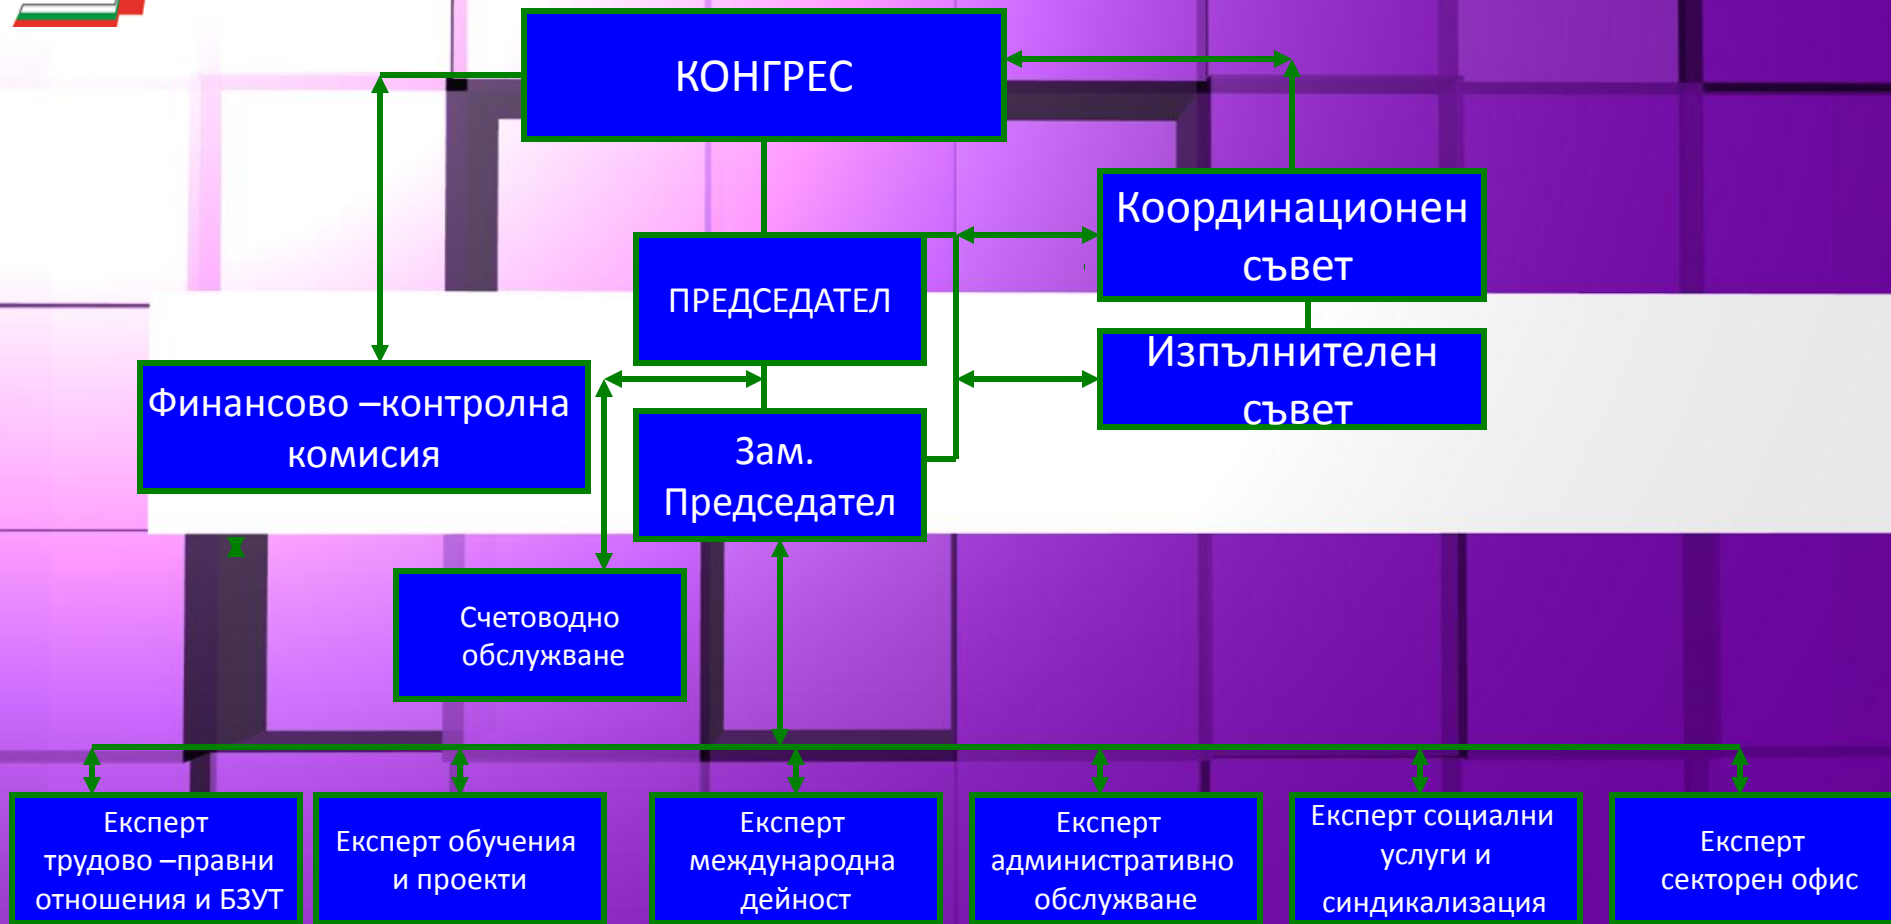 КОНГРЕС
Координационен
съвет
ПРЕДСЕДАТЕЛ
Изпълнителен
съвет
Финансово –контролна
комисия
Зам.
Председател
Счетоводно
обслужване
Експерт
трудово –правни
отношения и БЗУТ
Експерт обучения
и проекти
Експерт
международна
дейност
Експерт
административно
обслужване
Експерт социални
услуги и
синдикализация
Експерт
секторен офис